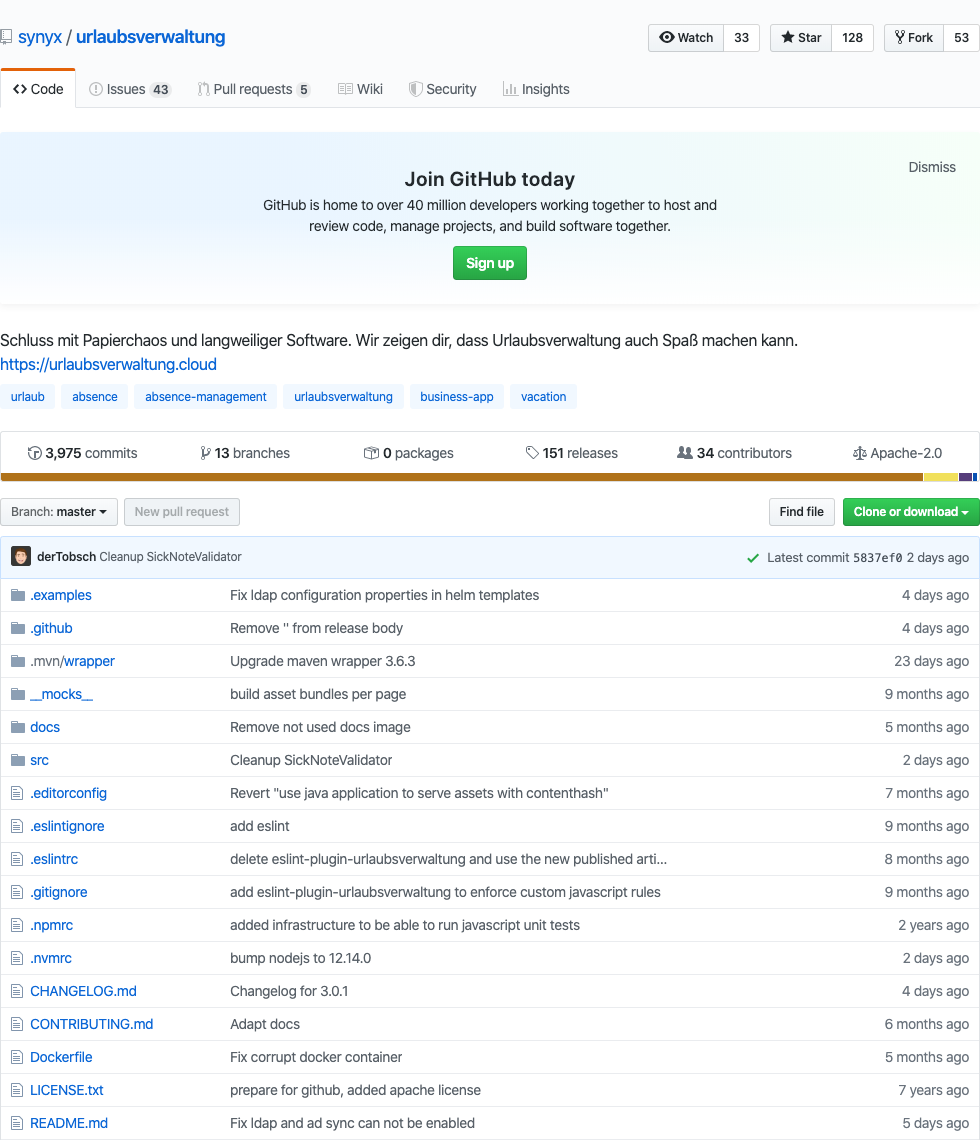 synyx / urlaubsverwaltung
Watch 33 Star 128 Fork 53
Code Issues 43 Pull requests 5 Wiki Security Insights
Dismiss
Join GitHub today
GitHub is home to over 40 million developers working together to host and
review code, manage projects, and build software together.
Sign up
Schluss mit Papierchaos und langweiliger Software. Wir zeigen dir, dass Urlaubsverwaltung auch Spaß machen kann.
https://urlaubsverwaltung.cloud
urlaub absence absence-management urlaubsverwaltung business-app vacation
3,975 commits 13 branches 0 packages 151 releases 34 contributors Apache-2.0
Branch: master New pull request Find file Clone or download
derTobsch Cleanup SickNoteValidator Latest commit 5837ef0 2 days ago
.examples Fix ldap configuration properties in helm templates 4 days ago
.github Remove '' from release body 4 days ago
.mvn/wrapper Upgrade maven wrapper 3.6.3 23 days ago
__mocks__ build asset bundles per page 9 months ago
docs Remove not used docs image 5 months ago
src Cleanup SickNoteValidator 2 days ago
.editorconfig Revert "use java application to serve assets with contenthash" 7 months ago
.eslintignore add eslint 9 months ago
.eslintrc delete eslint-plugin-urlaubsverwaltung and use the new published arti… 8 months ago
.gitignore add eslint-plugin-urlaubsverwaltung to enforce custom javascript rules 9 months ago
.npmrc added infrastructure to be able to run javascript unit tests 2 years ago
.nvmrc bump nodejs to 12.14.0 2 days ago
CHANGELOG.md Changelog for 3.0.1 4 days ago
CONTRIBUTING.md Adapt docs 6 months ago
Dockerfile Fix corrupt docker container 5 months ago
LICENSE.txt prepare for github, added apache license 7 years ago
README.md Fix ldap and ad sync can not be enabled 5 days ago